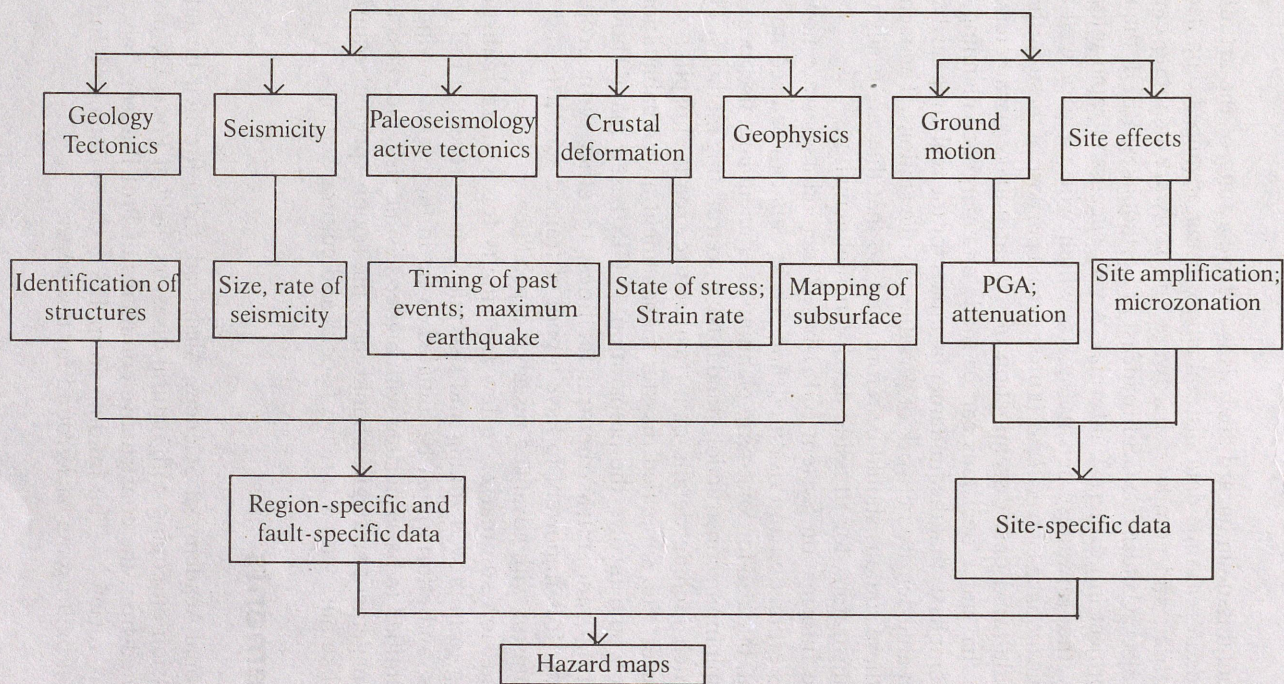 Geology
Tectonics
Seismicity
Paleoseismology
active tectonics
Crustal
deformation
Geophysics
Ground
motion
Site effects
Identification of
structures
Size, rate of
seismicity
Timing of past
events; maximum
earthquake
State of stress;
Strain rate
Mapping of
subsurface
PGA;
attenuation
Site amplification;
microzonation
Region-specific and
fault-specific data
Site-specific data
Hazard maps